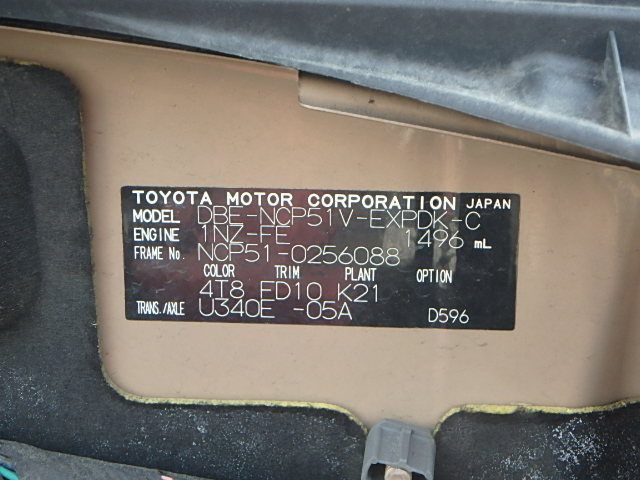 TOYOTA MOTOR CORPORATION JAPAN
MODEL DBE-NCP51V-EXPDK-C
ENGINE 1NZ-FE 1496 mL
FRAME No. NCP51-0256088
COLOR TRIM PLANT OPTION
4T8 FD10 K21
TRANS./AXLE U340E -05A D596